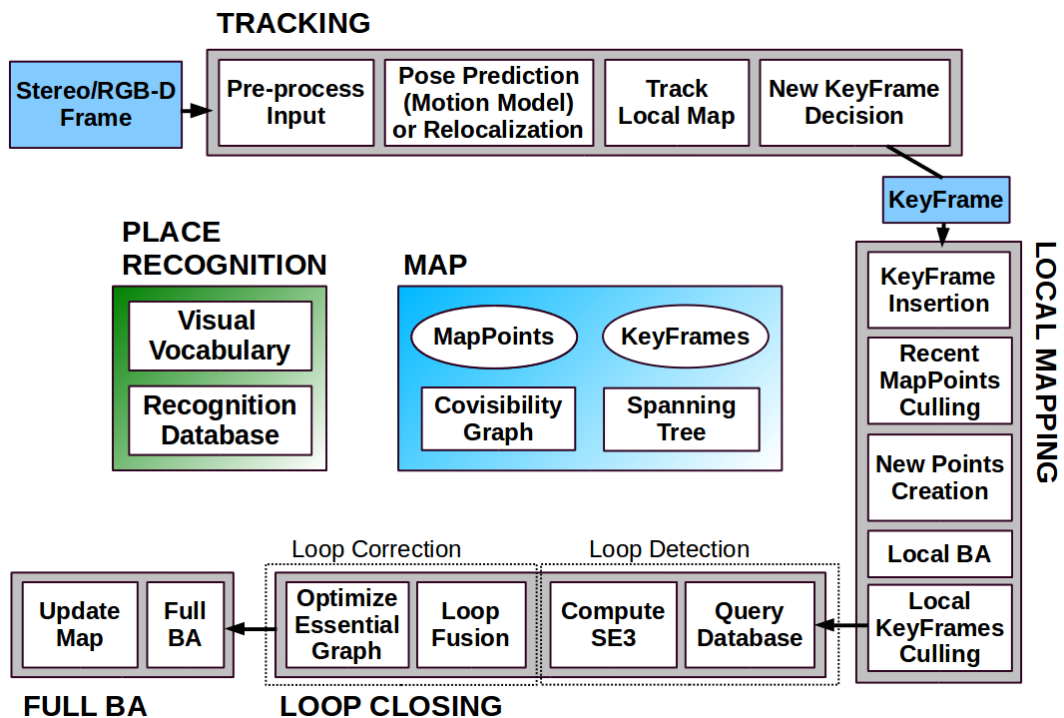 TRACKING
Stereo/RGB-D
Frame
Pre-process
Input
Pose Prediction
(Motion Model)
or Relocalization
Track
Local Map
New KeyFrame
Decision
KeyFrame
PLACE
RECOGNITION
Visual
Vocabulary
Recognition
Database
MAP
MapPoints
KeyFrames
Covisibility
Graph
Spanning
Tree
LOCAL MAPPING
KeyFrame
Insertion
Recent
MapPoints
Culling
New Points
Creation
Local BA
Local
KeyFrames
Culling
Loop Correction
Loop Detection
Optimize
Essential
Graph
Loop
Fusion
Compute
SE3
Query
Database
LOOP CLOSING
Update
Map
Full
BA
FULL BA